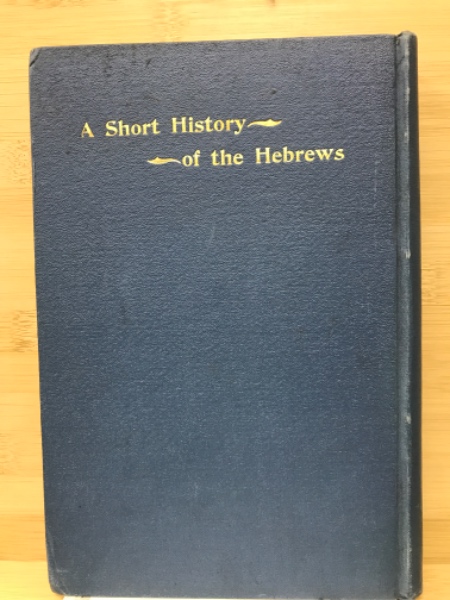 A Short History
of the Hebrews